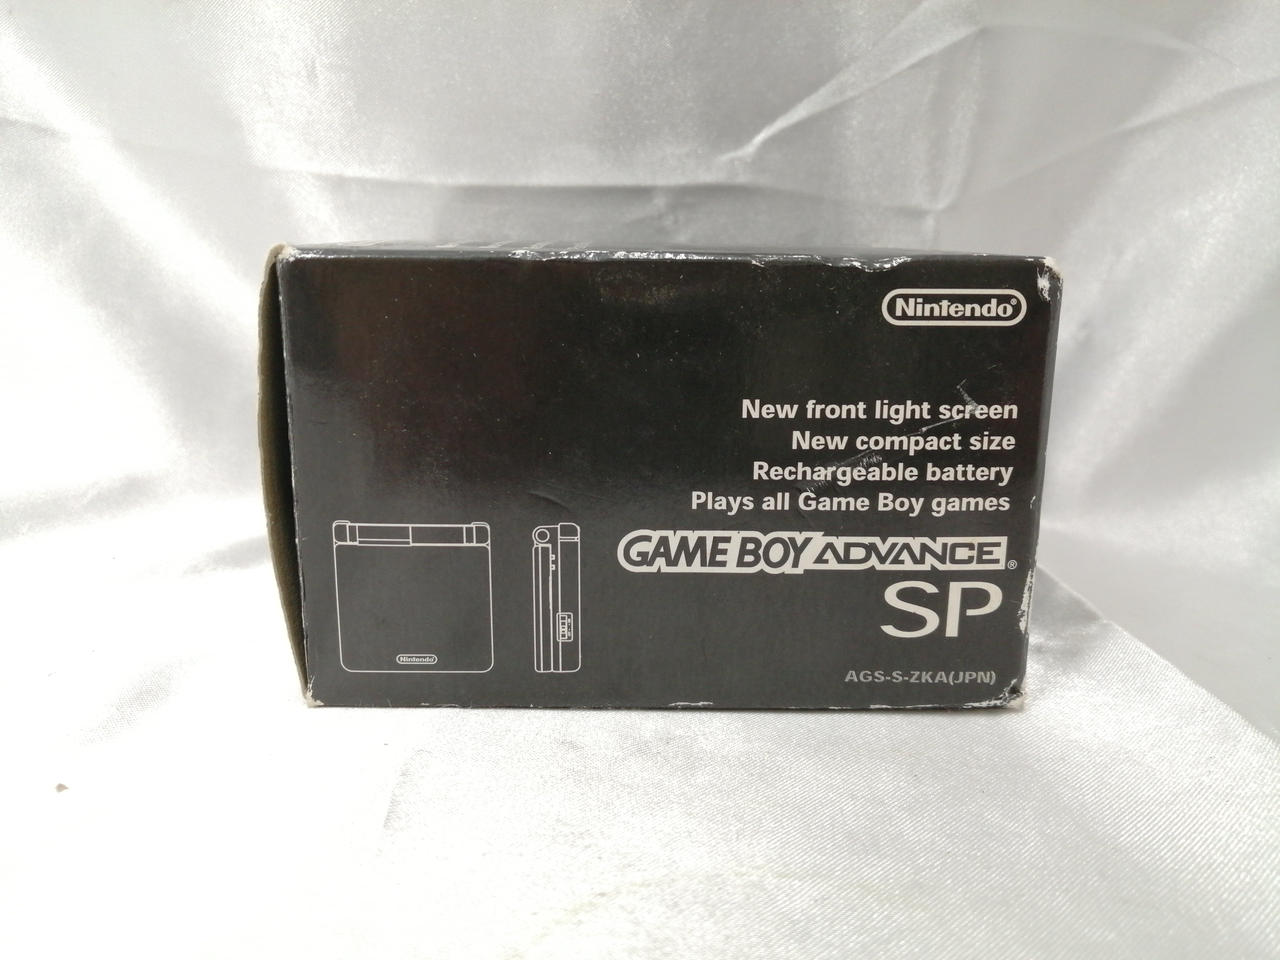 Nintendo®
New front light screen
New compact size
Rechargeable battery
Plays all Game Boy games
GAME BOY ADVANCE®
SP
Nintendo
AGS-S-ZKA(JPN)